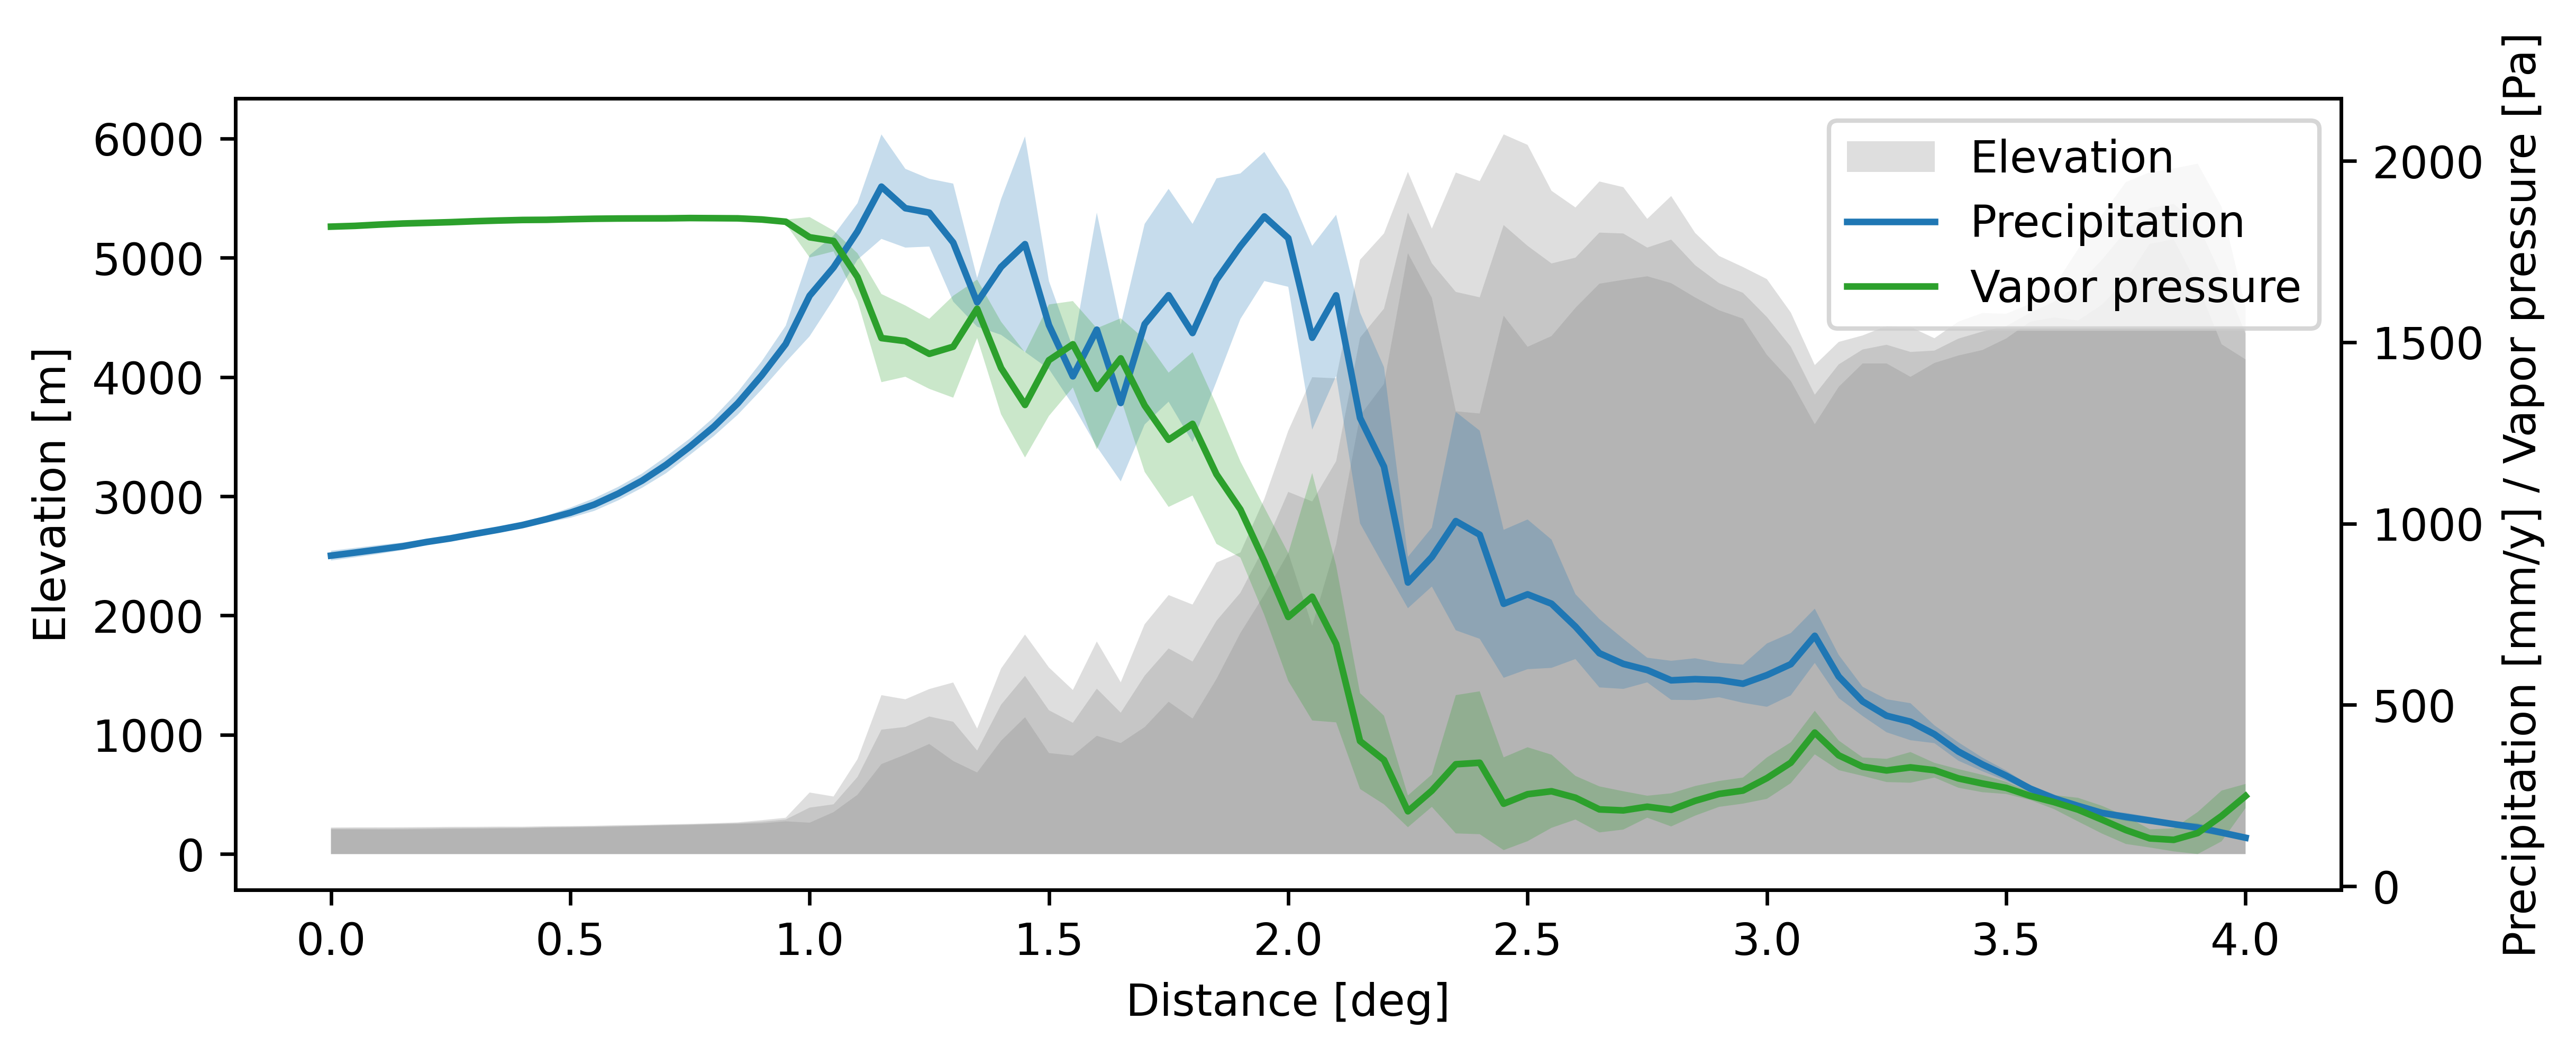 Elevation [m]
6000
5000
4000
3000
2000
1000
0
Elevation
Precipitation
Vapor pressure
2000
1500
1000
500
0
Precipitation [mm/y] / Vapor pressure [Pa]
0.0 0.5 1.0 1.5 2.0 2.5 3.0 3.5 4.0
Distance [deg]